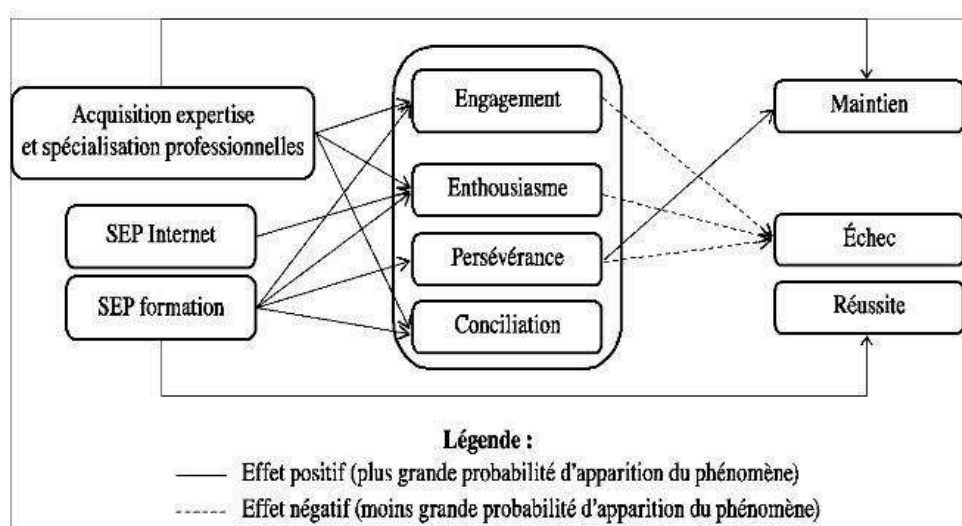 Acquisition expertise
et spécialisation professionnelles
SEP Internet
SEP formation
Engagement
Enthousiasme
Persévérance
Conciliation
Maintien
Échec
Réussite
Légende :
Effet positif (plus grande probabilité d'apparition du phénomène)
Effet négatif (moins grande probabilité d'apparition du phénomène)